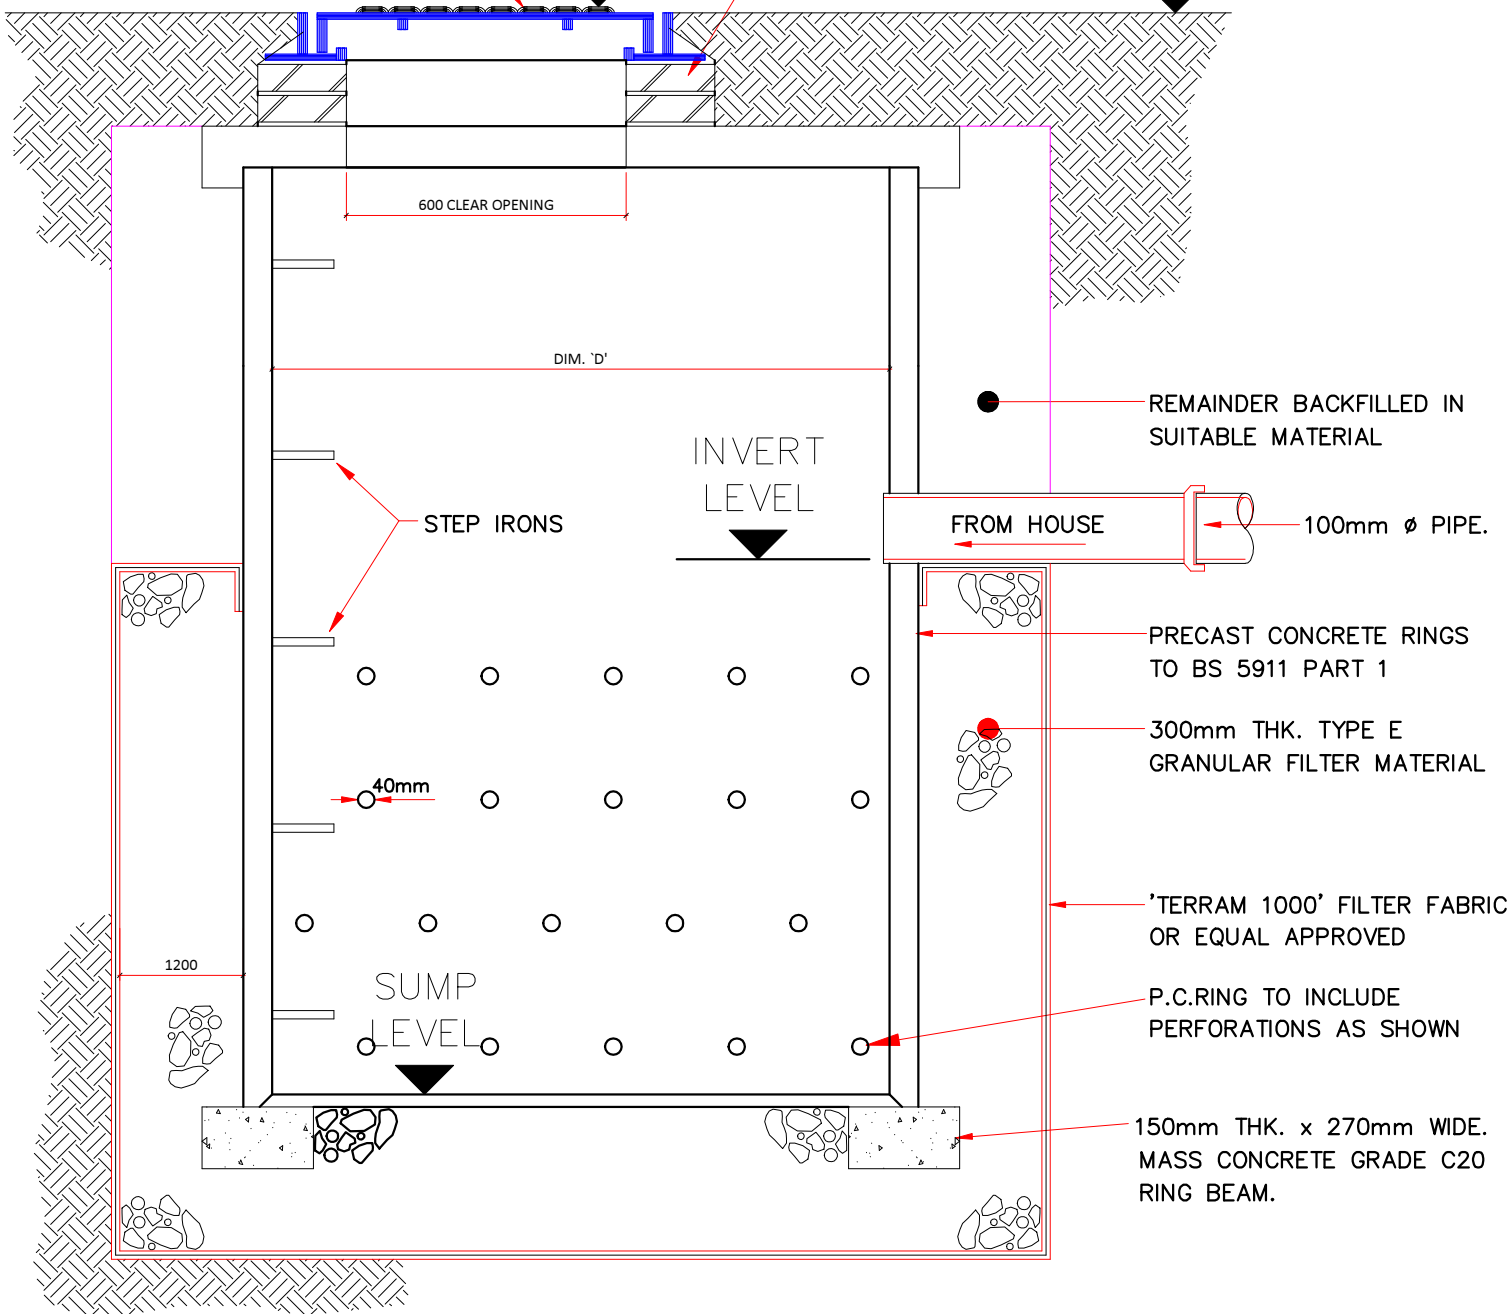 600 CLEAR OPENING
DIM. `D'
REMAINDER BACKFILLED IN
SUITABLE MATERIAL
INVERT
LEVEL
STEP IRONS
FROM HOUSE
100mm ø PIPE.
PRECAST CONCRETE RINGS
TO BS 5911 PART 1
300mm THK. TYPE E
GRANULAR FILTER MATERIAL
40mm
'TERRAM 1000' FILTER FABRIC
OR EQUAL APPROVED
1200
SUMP
LEVEL
P.C.RING TO INCLUDE
PERFORATIONS AS SHOWN
150mm THK. x 270mm WIDE.
MASS CONCRETE GRADE C20
RING BEAM.